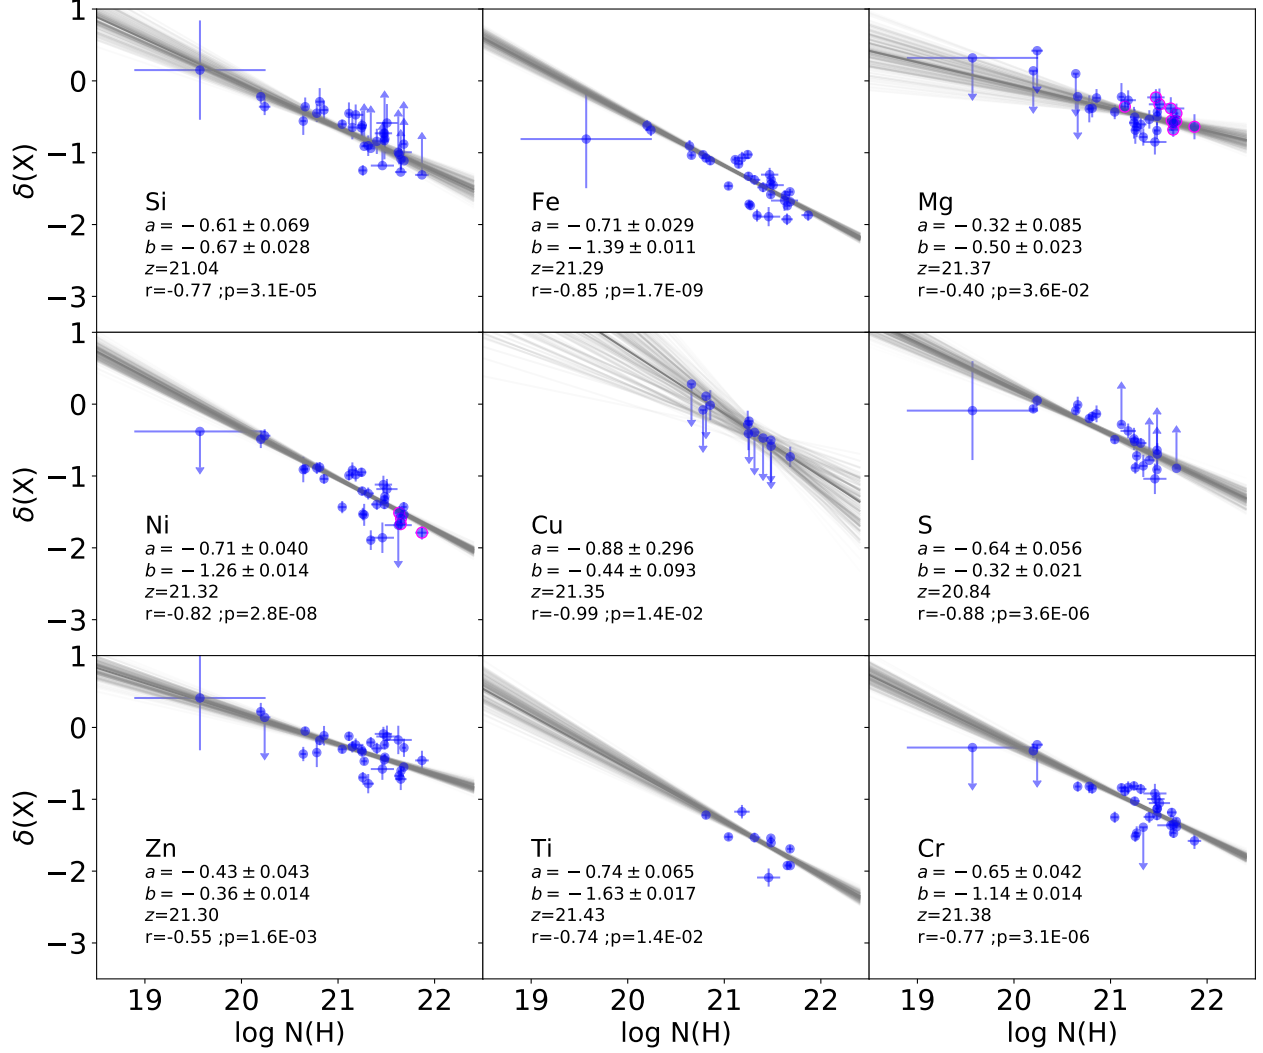 1
0
−1
−2
−3
δ(X)
Si
a = −0.61 ± 0.069
b = −0.67 ± 0.028
z=21.04
r=-0.77 ;p=3.1E-05
Fe
a = −0.71 ± 0.029
b = −1.39 ± 0.011
z=21.29
r=-0.85 ;p=1.7E-09
Mg
a = −0.32 ± 0.085
b = −0.50 ± 0.023
z=21.37
r=-0.40 ;p=3.6E-02
1
0
−1
−2
−3
δ(X)
Ni
a = −0.71 ± 0.040
b = −1.26 ± 0.014
z=21.32
r=-0.82 ;p=2.8E-08
Cu
a = −0.88 ± 0.296
b = −0.44 ± 0.093
z=21.35
r=-0.99 ;p=1.4E-02
S
a = −0.64 ± 0.056
b = −0.32 ± 0.021
z=20.84
r=-0.88 ;p=3.6E-06
1
0
−1
−2
−3
δ(X)
Zn
a = −0.43 ± 0.043
b = −0.36 ± 0.014
z=21.30
r=-0.55 ;p=1.6E-03
Ti
a = −0.74 ± 0.065
b = −1.63 ± 0.017
z=21.43
r=-0.74 ;p=1.4E-02
Cr
a = −0.65 ± 0.042
b = −1.14 ± 0.014
z=21.38
r=-0.77 ;p=3.1E-06
19 20 21 22
19 20 21 22
19 20 21 22
log N(H)
log N(H)
log N(H)